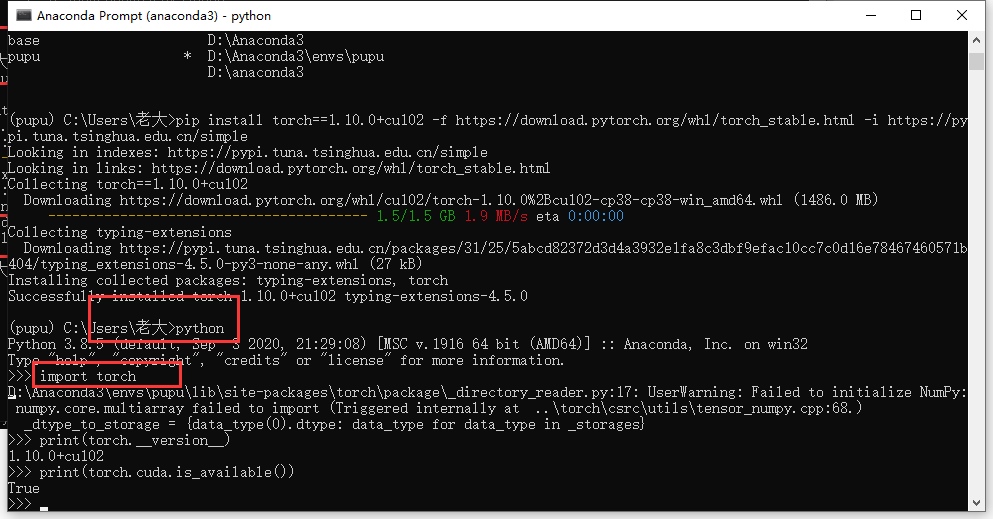 Anaconda Prompt (anaconda3) - python
base                     D:\Anaconda3
pupu                  *  D:\Anaconda3\envs\pupu
                         D:\anaconda3
(pupu) C:\Users\老大>pip install torch==1.10.0+cu102 -f https://download.pytorch.org/whl/torch_stable.html -i https://py
pi.tuna.tsinghua.edu.cn/simple
Looking in indexes: https://pypi.tuna.tsinghua.edu.cn/simple
Looking in links: https://download.pytorch.org/whl/torch_stable.html
Collecting torch==1.10.0+cu102
  Downloading https://download.pytorch.org/whl/cu102/torch-1.10.0%2Bcu102-cp38-cp38-win_amd64.whl (1486.0 MB)
     ---------------------------------------- 1.5/1.5 GB 1.9 MB/s eta 0:00:00
Collecting typing-extensions
  Downloading https://pypi.tuna.tsinghua.edu.cn/packages/31/25/5abcd82372d3d4a3932e1fa8c3dbf9efac10cc7c0d16e78467460571b
404/typing_extensions-4.5.0-py3-none-any.whl (27 kB)
Installing collected packages: typing-extensions, torch
Successfully installed torch-1.10.0+cu102 typing-extensions-4.5.0
(pupu) C:\Users\老大>python
Python 3.8.5 (default, Sep  3 2020, 21:29:08) [MSC v.1916 64 bit (AMD64)] :: Anaconda, Inc. on win32
Type "help", "copyright", "credits" or "license" for more information.
>>> import torch
D:\Anaconda3\envs\pupu\lib\site-packages\torch\package\_directory_reader.py:17: UserWarning: Failed to initialize NumPy:
 numpy.core.multiarray failed to import (Triggered internally at  ..\torch\csrc\utils\tensor_numpy.cpp:68.)
  _dtype_to_storage = {data_type(0).dtype: data_type for data_type in _storages}
>>> print(torch.__version__)
1.10.0+cu102
>>> print(torch.cuda.is_available())
True
>>>